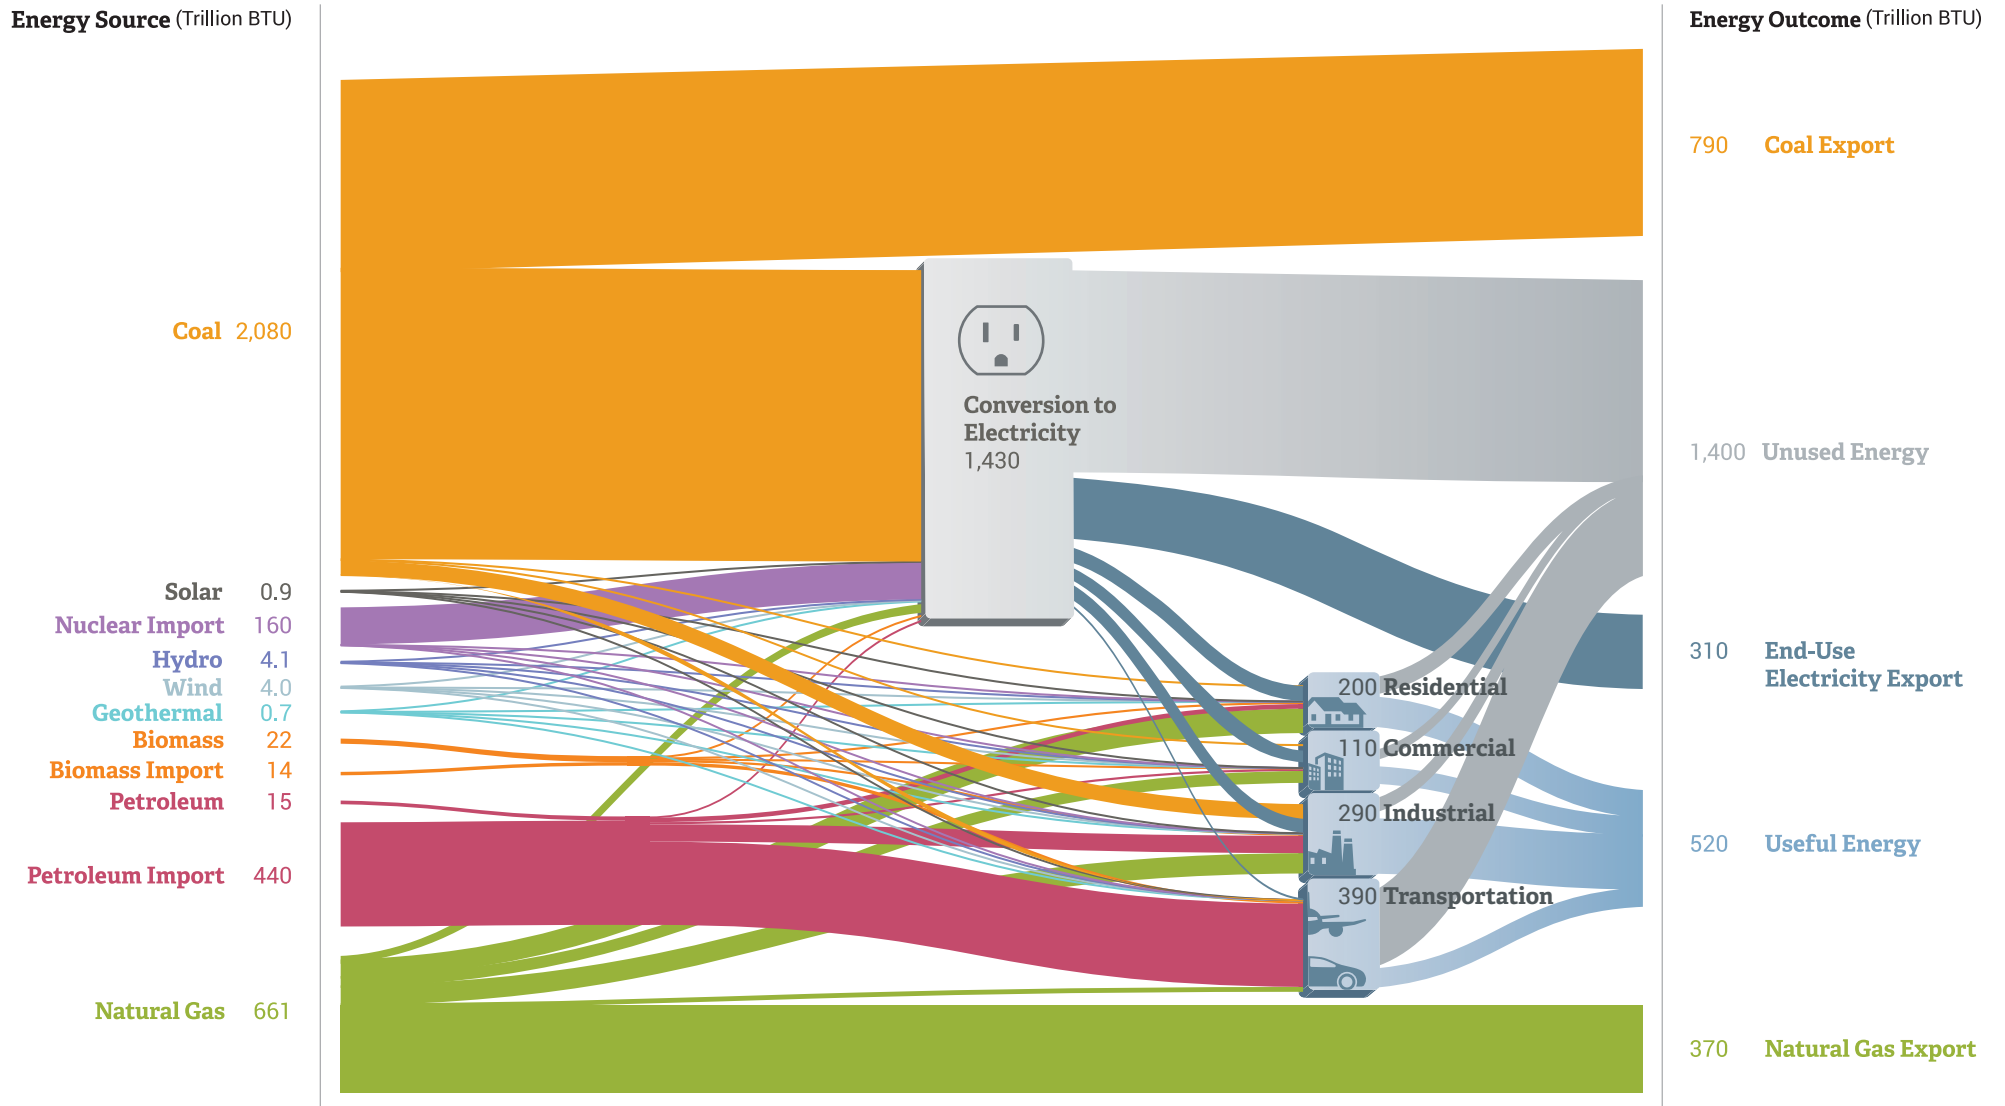 Energy Source (Trillion BTU)
Coal 2,080
Solar 0.9
Nuclear Import 160
Hydro 4.1
Wind 4.0
Geothermal 0.7
Biomass 22
Biomass Import 14
Petroleum 15
Petroleum Import 440
Natural Gas 661
Conversion to
Electricity
1,430
200 Residential
110 Commercial
290 Industrial
390 Transportation
Energy Outcome (Trillion BTU)
790 Coal Export
1,400 Unused Energy
310 End-Use
Electricity Export
520 Useful Energy
370 Natural Gas Export